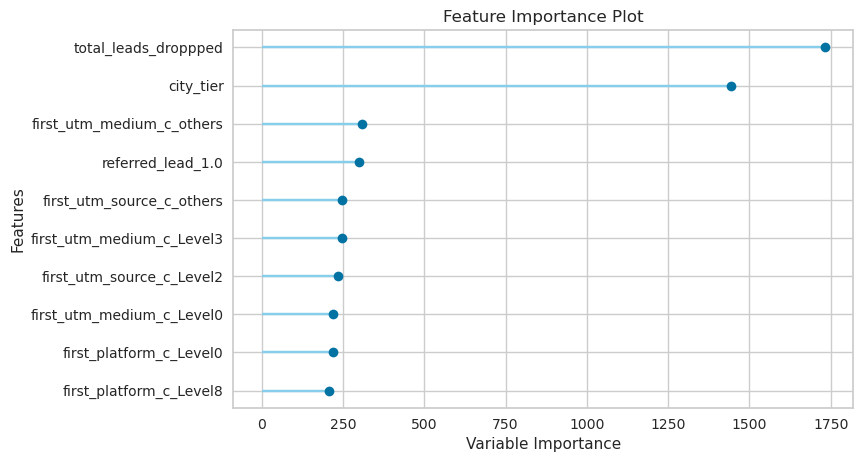 Feature Importance Plot
total_leads_droppped
city_tier
first_utm_medium_c_others
referred_lead_1.0
first_utm_source_c_others
first_utm_medium_c_Level3
first_utm_source_c_Level2
first_utm_medium_c_Level0
first_platform_c_Level0
first_platform_c_Level8
Features
0 250 500 750 1000 1250 1500 1750
Variable Importance